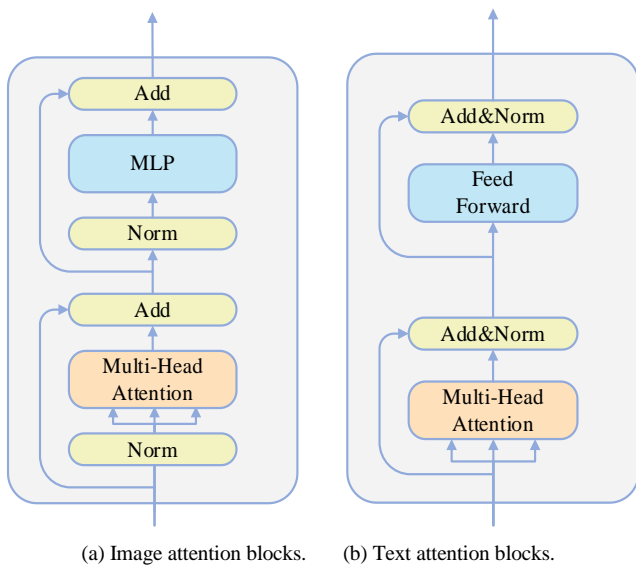 Add
MLP
Norm
Add
Multi-Head
Attention
Norm
(a) Image attention blocks.
Add&Norm
Feed
Forward
Add&Norm
Multi-Head
Attention
(b) Text attention blocks.